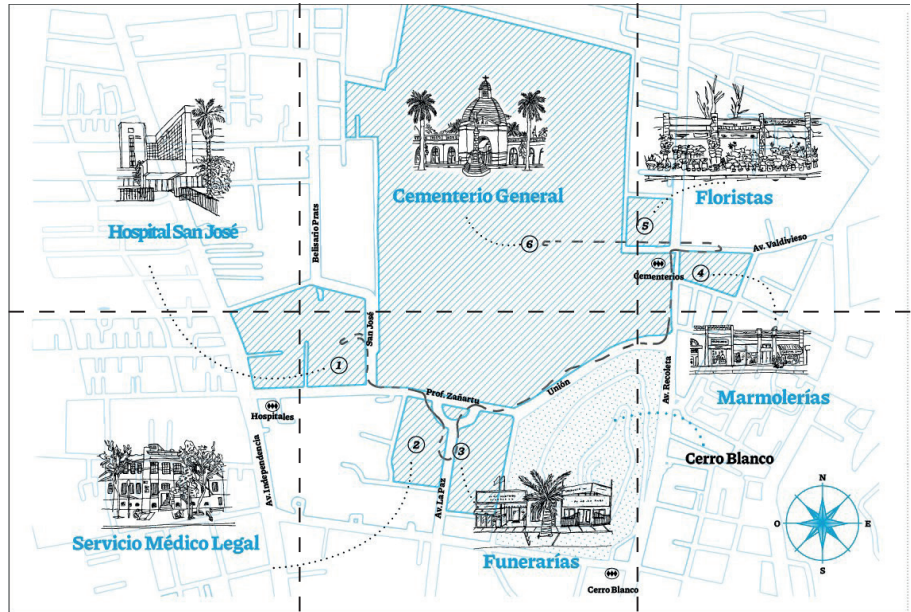 Hospital San José
Cementerio General
Floristas
Belisario Prats
5
6
Av. Valdivieso
Cementerios
4
San José
1
Prof. Zañartu
Unión
Av. Recoleta
Marmolerías
Hospitales
Av. Independencia
2
3
Cerro Blanco
Av. La Paz
N
O
E
S
Servicio Médico Legal
Funerarías
Cerro Blanco